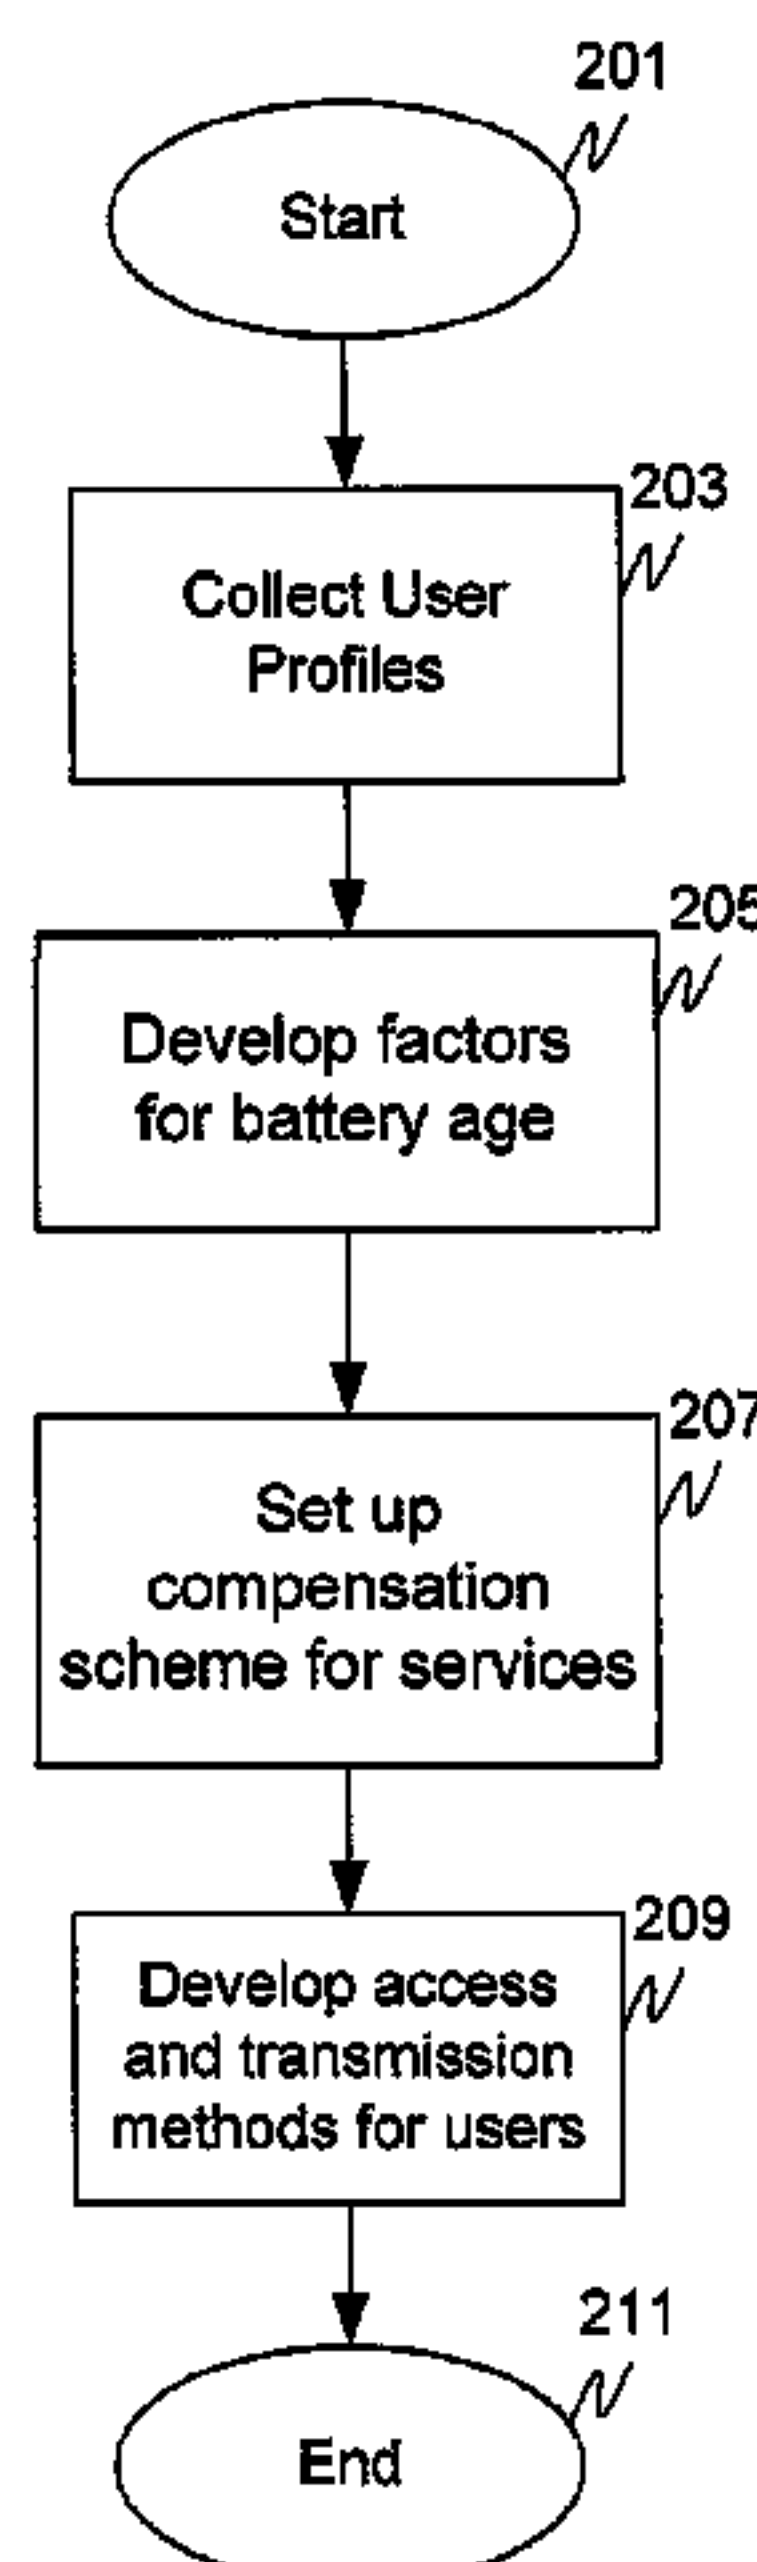 201
Start
203
Collect User
Profiles
205
Develop factors
for battery age
207
Set up
compensation
scheme for services
209
Develop access
and transmission
methods for users
211
End